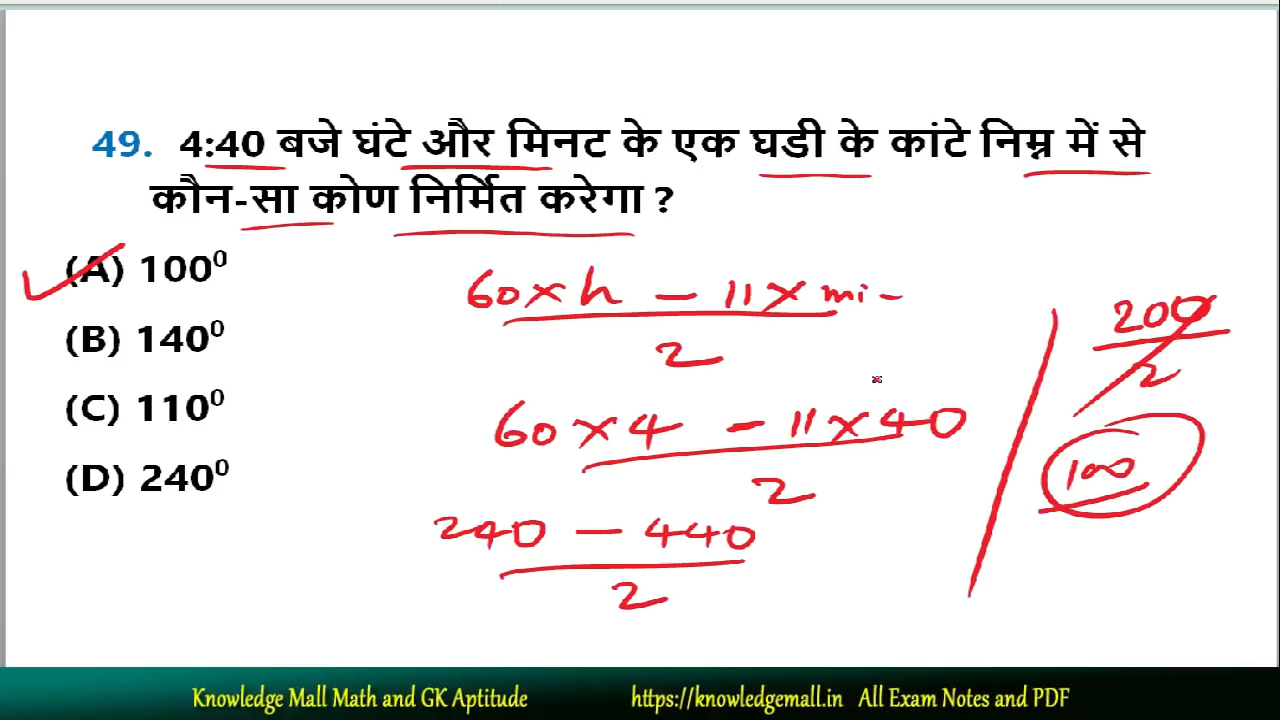 49. 4:40 बजे घंटे और मिनट के एक घडी के कांटे निम्न में से
कौन-सा कोण निर्मित करेगा ?
(A) 100⁰
(B) 140⁰
(C) 110⁰
(D) 240⁰
60 × h - 11 × mi -
2
60 × 4 - 11 × 40
2
240 - 440
2
200
2
100
Knowledge Mall Math and GK Aptitude
https://knowledgemall.in All Exam Notes and PDF